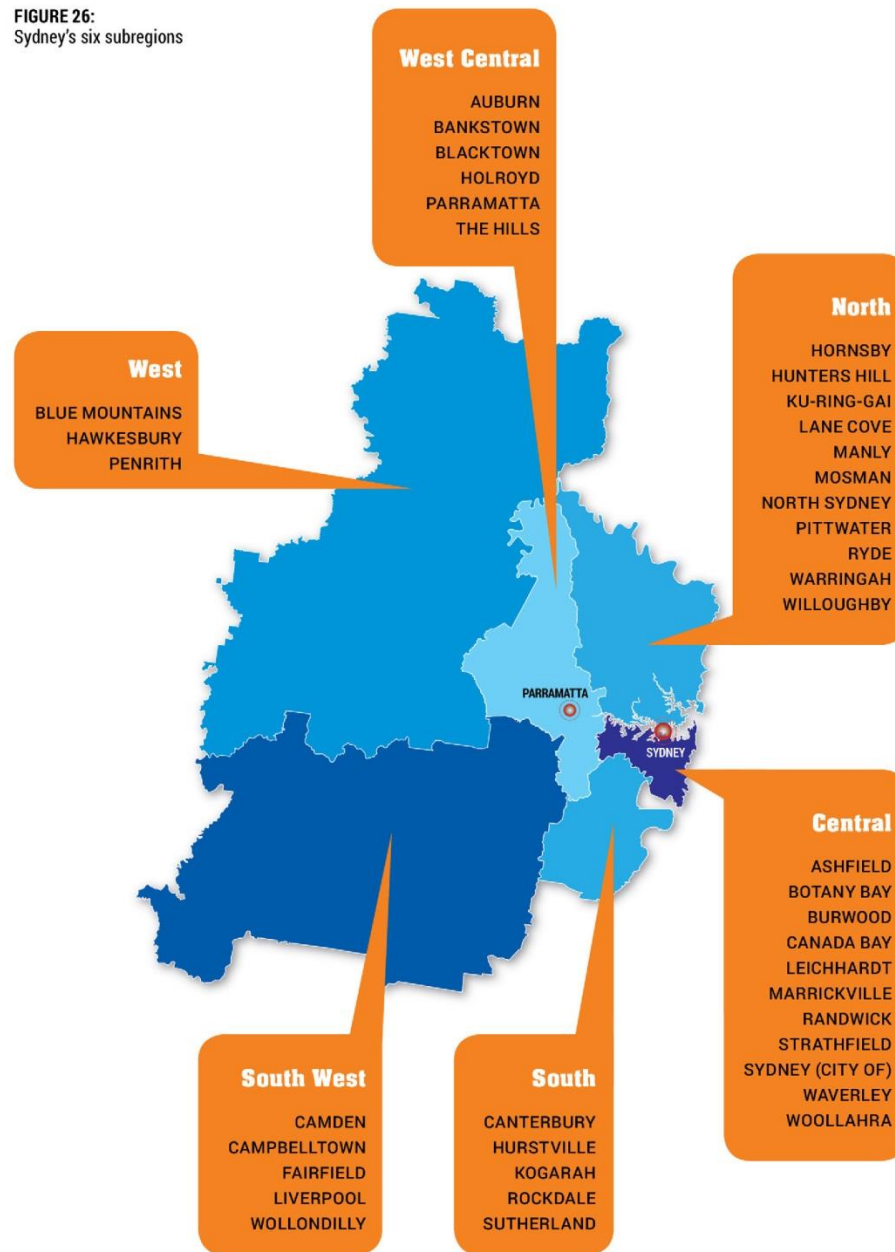 FIGURE 26:
Sydney's six subregions
West Central
AUBURN
BANKSTOWN
BLACKTOWN
HOLROYD
PARRAMATTA
THE HILLS
North
HORNSBY
HUNTERS HILL
KU-RING-GAI
LANE COVE
MANLY
MOSMAN
NORTH SYDNEY
PITTWATER
RYDE
WARRINGAH
WILLOUGHBY
West
BLUE MOUNTAINS
HAWKESBURY
PENRITH
PARRAMATTA
SYDNEY
Central
ASHFIELD
BOTANY BAY
BURWOOD
CANADA BAY
LEICHHARDT
MARRICKVILLE
RANDWICK
STRATHFIELD
SYDNEY (CITY OF)
WAVERLEY
WOOLLAHRA
South West
CAMDEN
CAMPBELLTOWN
FAIRFIELD
LIVERPOOL
WOLLONDILLY
South
CANTERBURY
HURSTVILLE
KOGARAH
ROCKDALE
SUTHERLAND